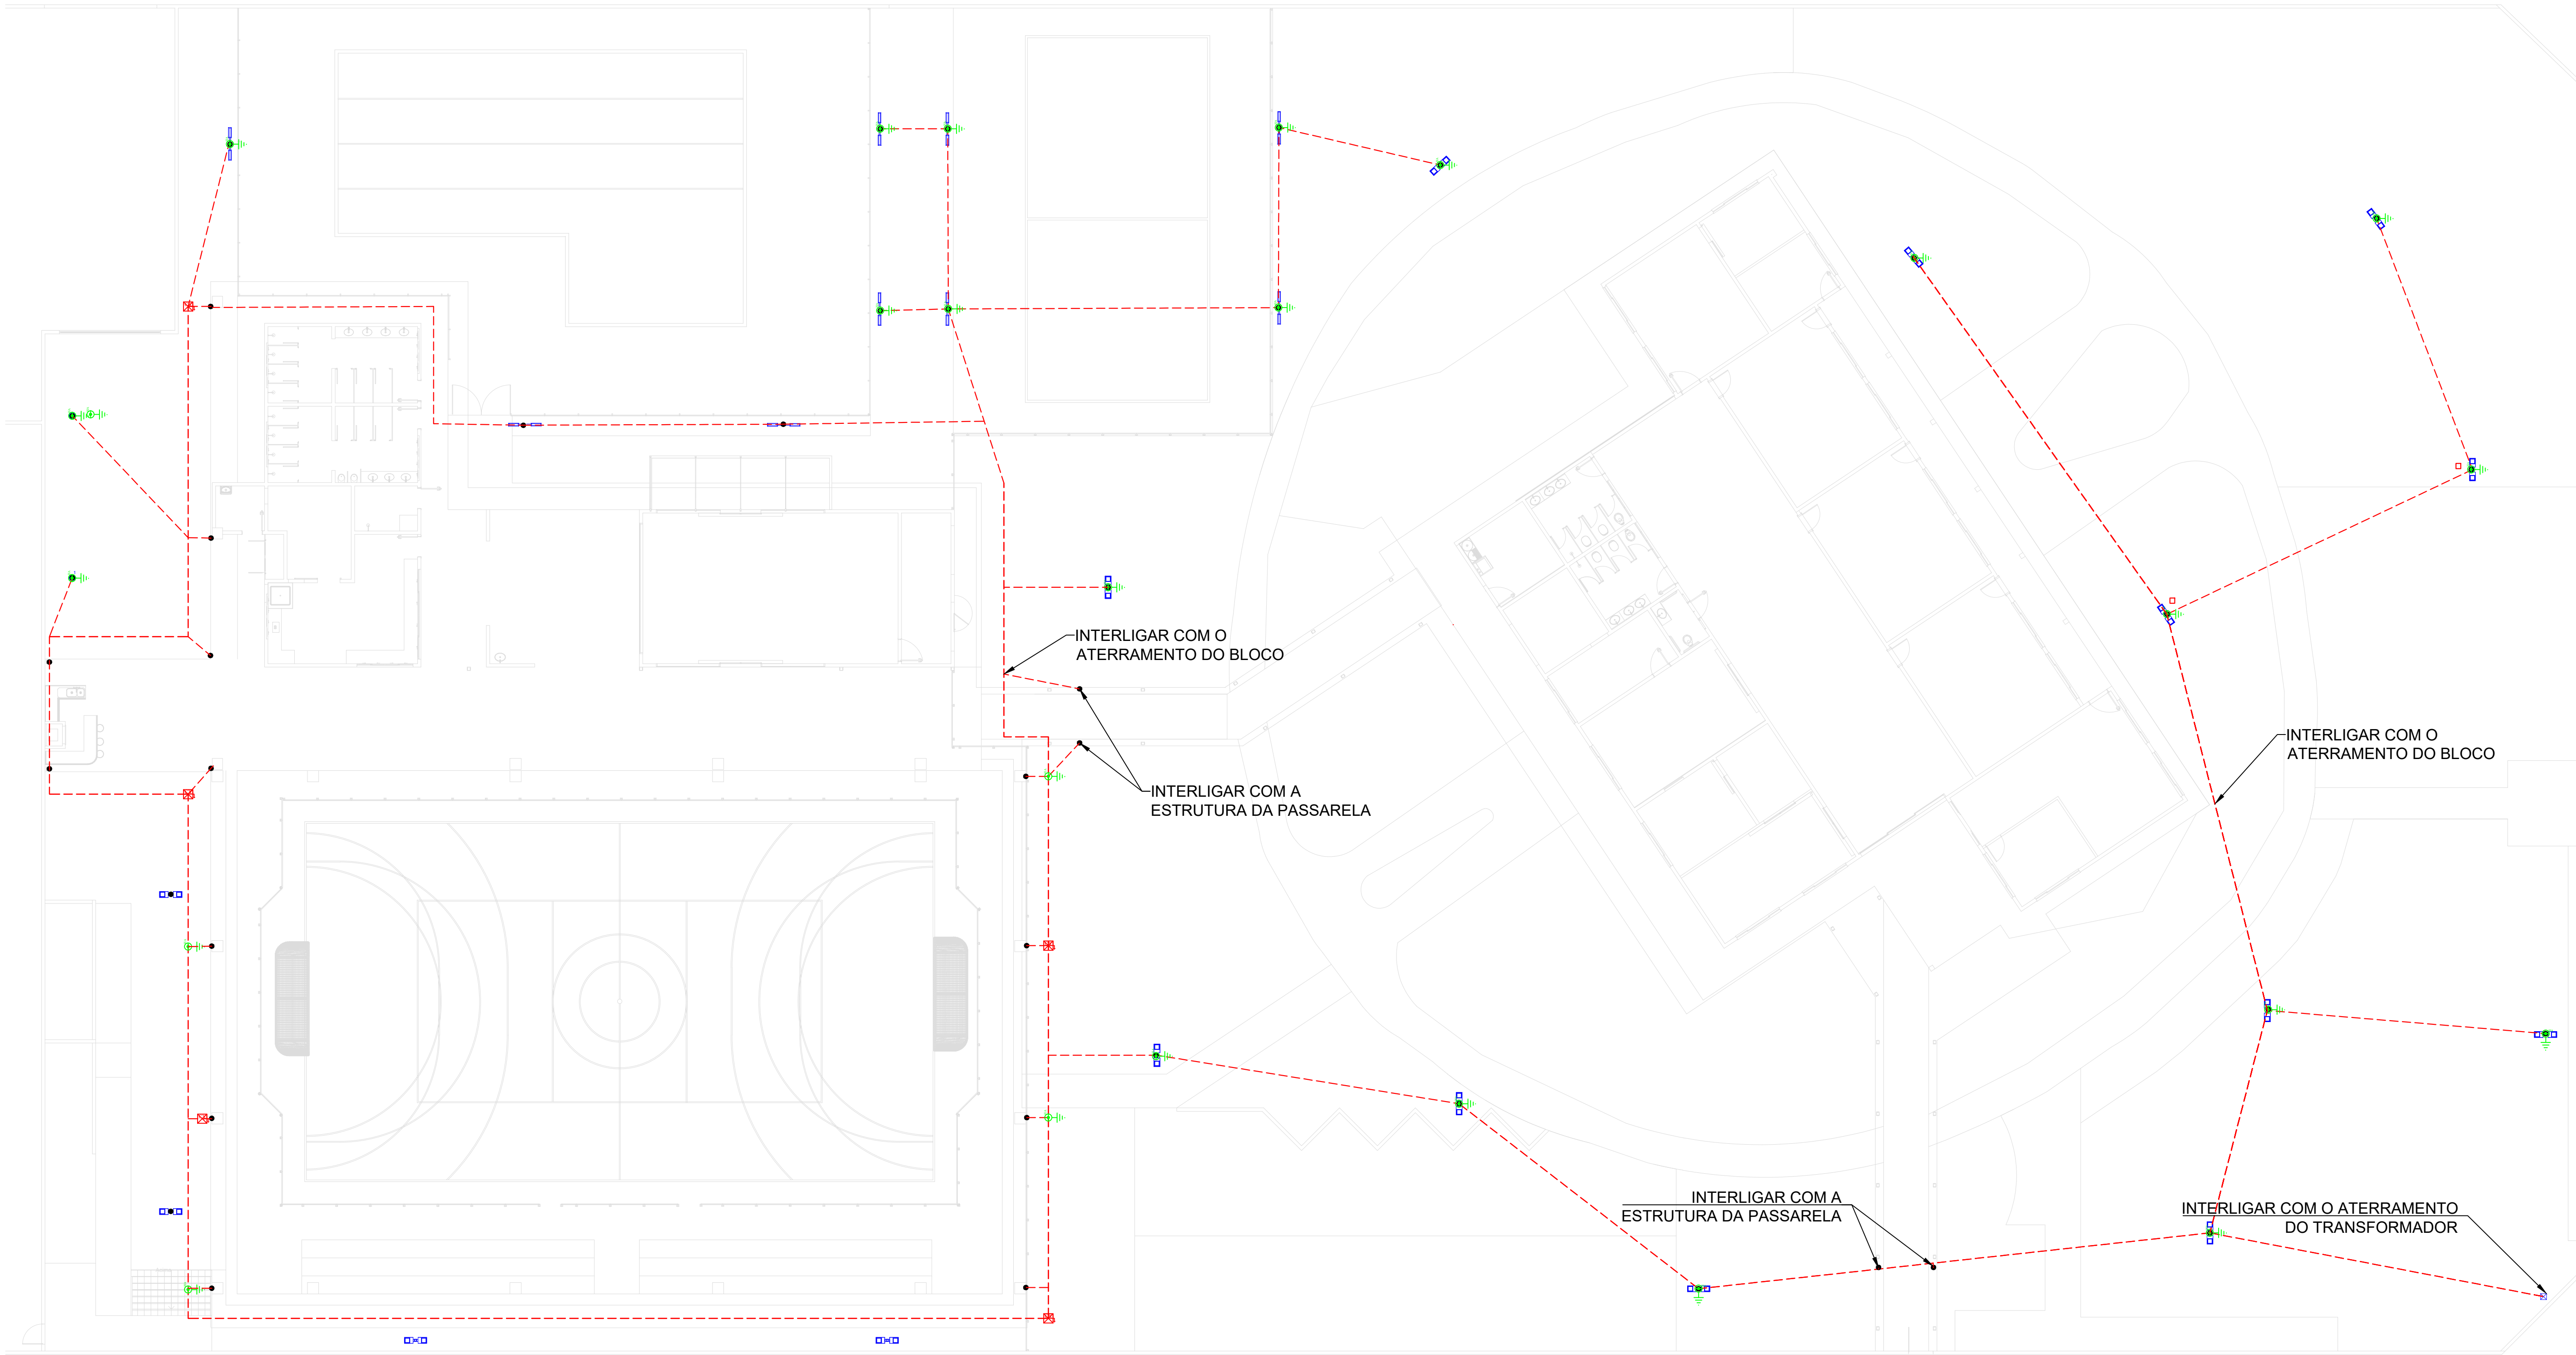 INTERLIGAR COM O
ATERRAMENTO DO BLOCO
INTERLIGAR COM O
ATERRAMENTO DO BLOCO
INTERLIGAR COM A
ESTRUTURA DA PASSARELA
INTERLIGAR COM A
ESTRUTURA DA PASSARELA
INTERLIGAR COM O ATERRAMENTO
DO TRANSFORMADOR